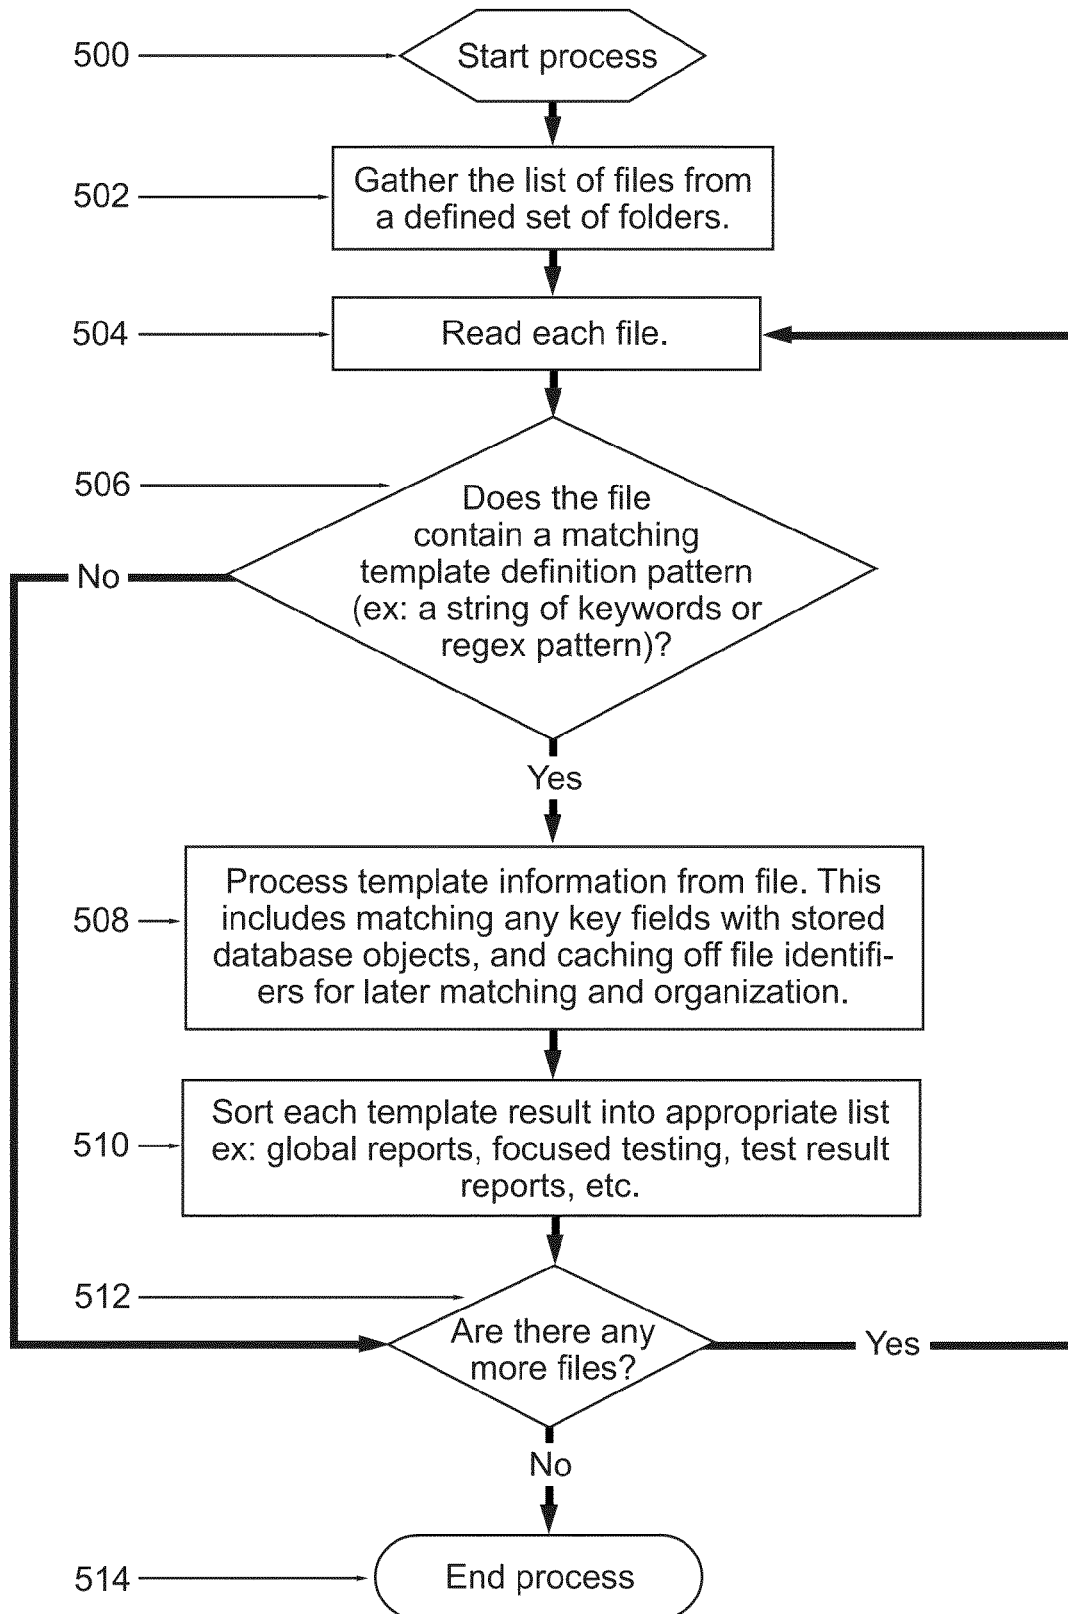 500
Start process
502
Gather the list of files from
a defined set of folders.
504
Read each file.
506
Does the file
contain a matching
template definition pattern
(ex: a string of keywords or
regex pattern)?
No
Yes
508
Process template information from file. This
includes matching any key fields with stored
database objects, and caching off file identifi-
ers for later matching and organization.
510
Sort each template result into appropriate list
ex: global reports, focused testing, test result
reports, etc.
512
Are there any
more files?
Yes
No
514
End process